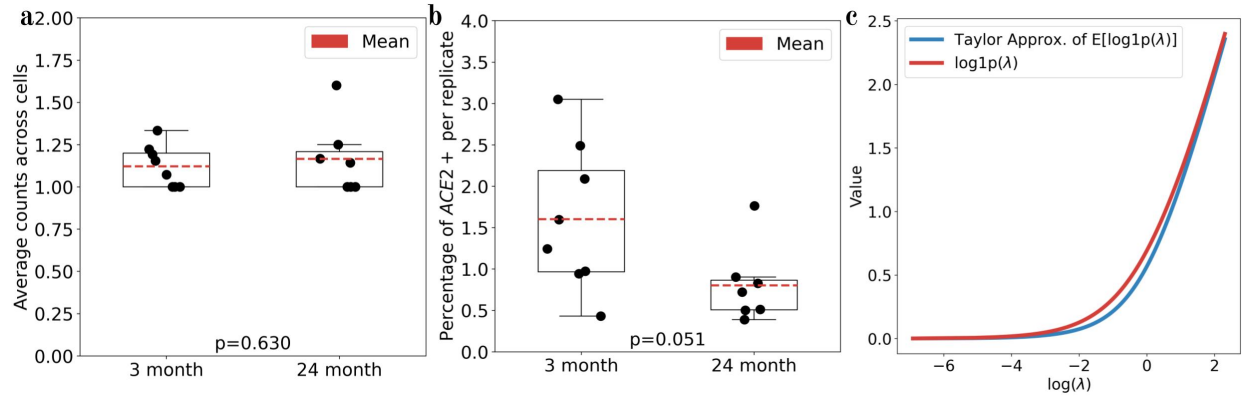 a
2.00
1.75
1.50
1.25
1.00
0.75
0.50
0.25
0.00
Average counts across cells
Mean
p=0.630
3 month
24 month
b
4.0
3.5
3.0
2.5
2.0
1.5
1.0
0.5
0.0
Percentage of ACE2+ per replicate
Mean
p=0.051
3 month
24 month
c
2.5
2.0
1.5
1.0
0.5
0.0
Value
Taylor Approx. of E[log1p(λ)]
log1p(λ)
−6
−4
−2
0
2
log(λ)